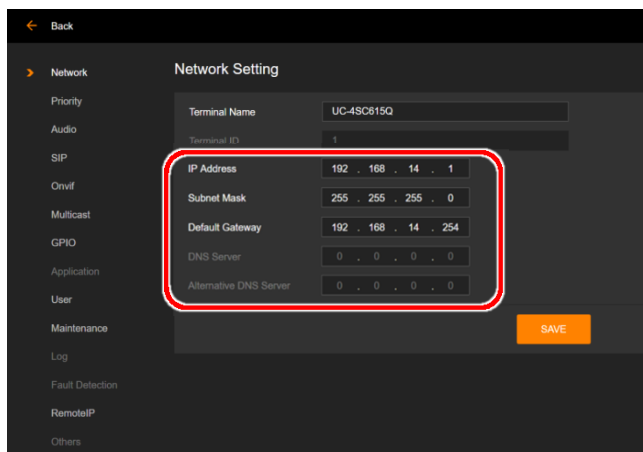 Back
Network
Priority
Audio
SIP
Onvif
Multicast
GPIO
Application
User
Maintenance
Log
Fault Detection
RemoteIP
Others
Network Setting
Terminal Name UC-4SC615Q
Terminal ID 1
IP Address 192 . 168 . 14 . 1
Subnet Mask 255 . 255 . 255 . 0
Default Gateway 192 . 168 . 14 . 254
DNS Server 0 . 0 . 0 . 0
Alternative DNS Server 0 . 0 . 0 . 0
SAVE